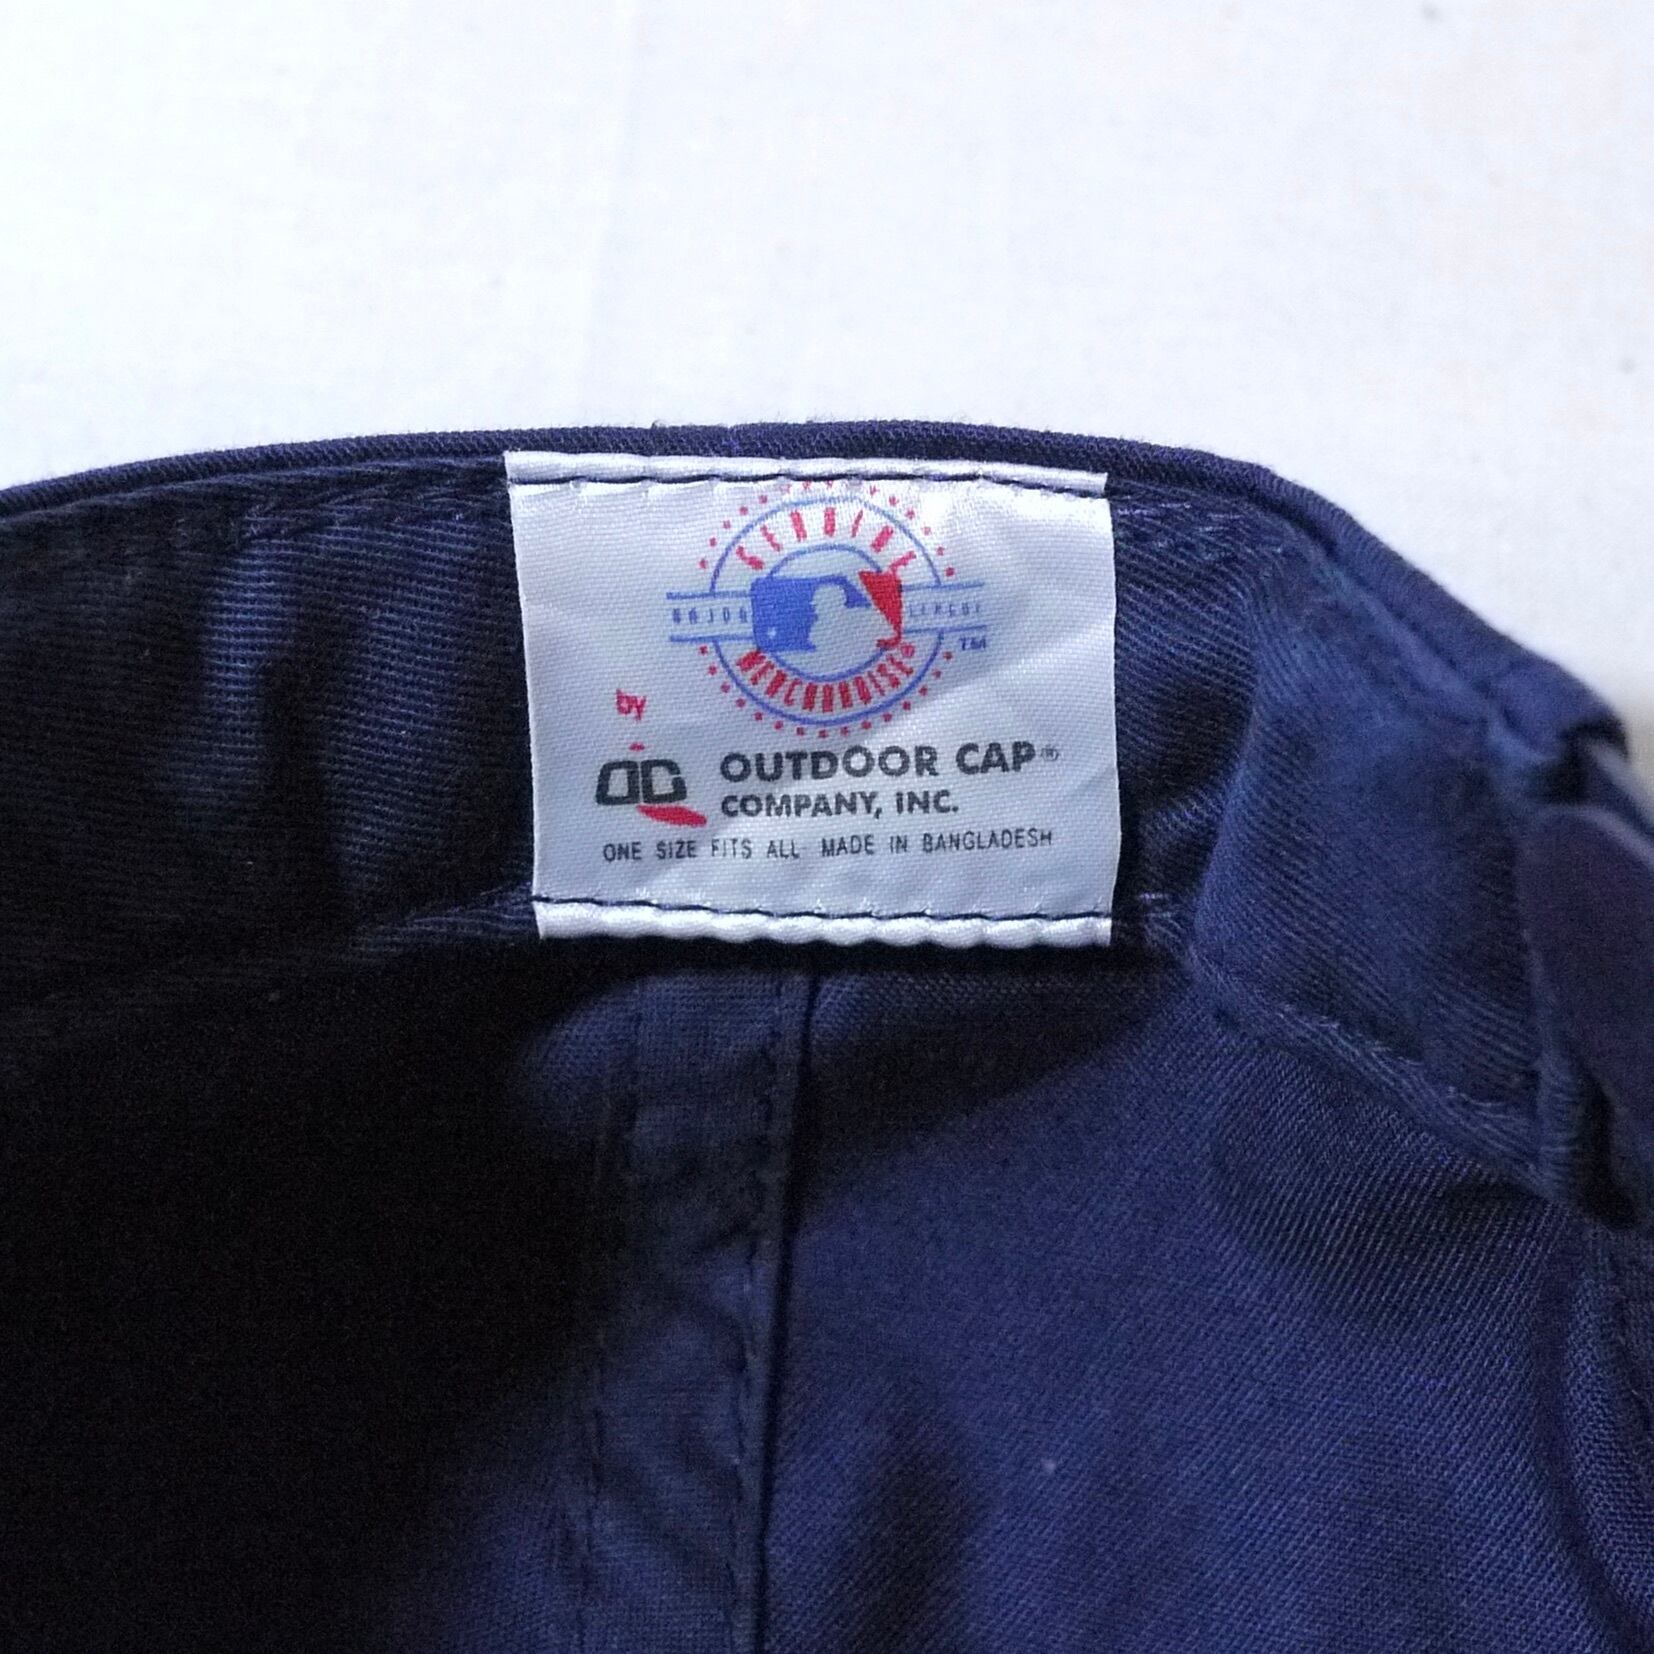 GENUINE
MAJOR LEAGUE
™
MERCHANDISE
by
OC OUTDOOR CAP®
COMPANY, INC.
ONE SIZE FITS ALL MADE IN BANGLADESH